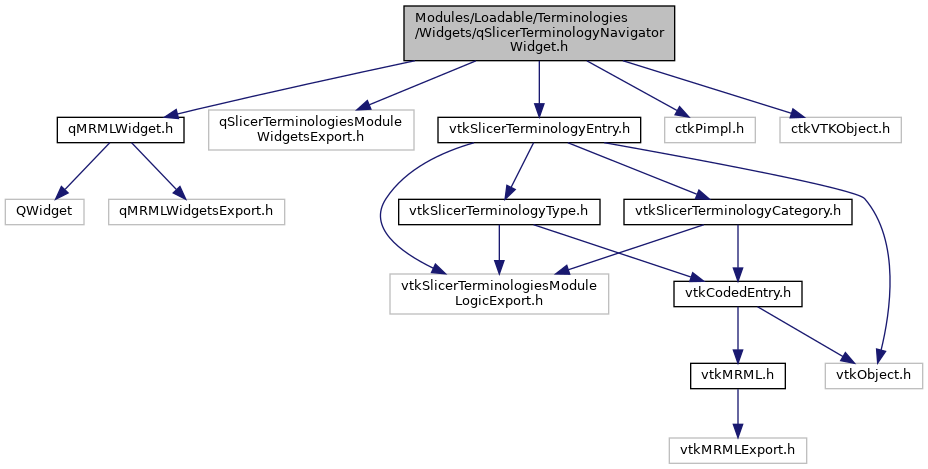 Modules/Loadable/Terminologies
/Widgets/qSlicerTerminologyNavigator
Widget.h
qMRMLWidget.h
qSlicerTerminologiesModule
WidgetsExport.h
vtkSlicerTerminologyEntry.h
ctkPimpl.h
ctkVTKObject.h
QWidget
qMRMLWidgetsExport.h
vtkSlicerTerminologyType.h
vtkSlicerTerminologyCategory.h
vtkSlicerTerminologiesModule
LogicExport.h
vtkCodedEntry.h
vtkMRML.h
vtkObject.h
vtkMRMLExport.h